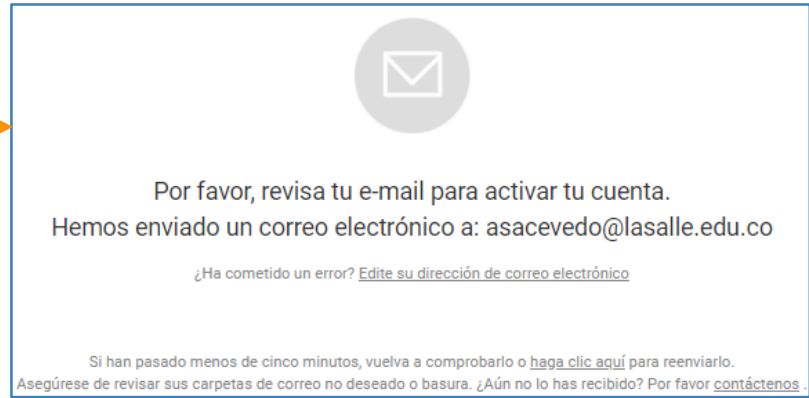 Por favor, revisa tu e-mail para activar tu cuenta.
Hemos enviado un correo electrónico a: asacevedo@lasalle.edu.co
¿Ha cometido un error? Edite su dirección de correo electrónico
Si han pasado menos de cinco minutos, vuelva a comprobarlo o haga clic aquí para reenviarlo.
Asegúrese de revisar sus carpetas de correo no deseado o basura. ¿Aún no lo has recibido? Por favor contáctenos .